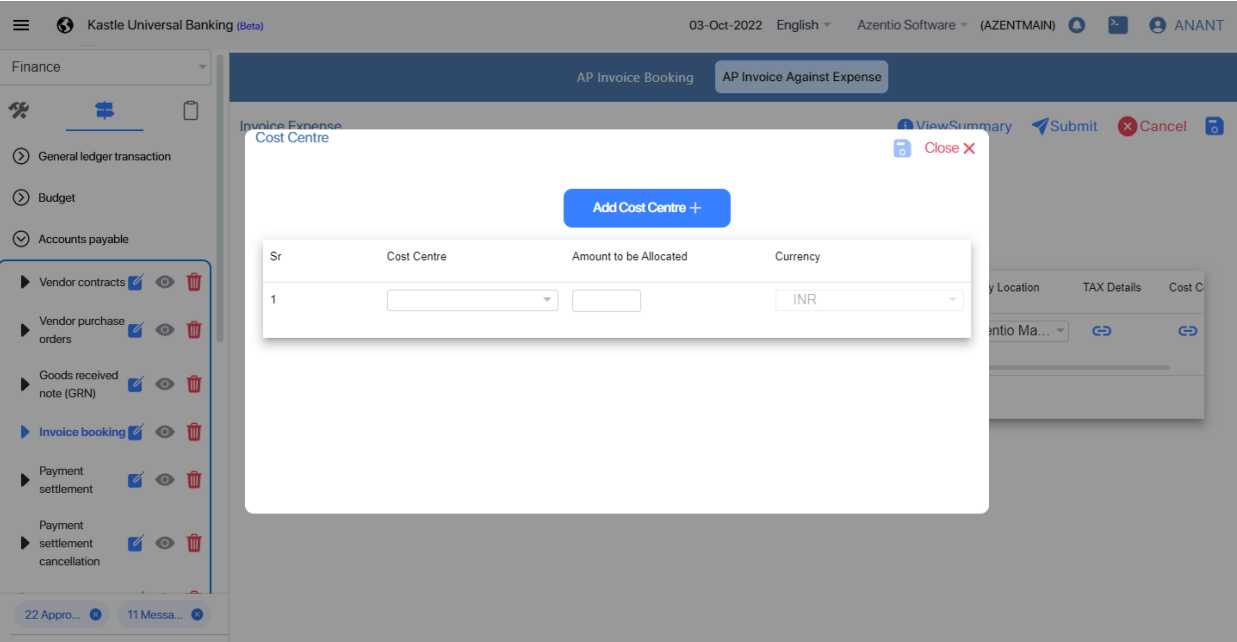 Kastle Universal Banking (Beta)
03-Oct-2022 English Azentio Software (AZENTMAIN) ANANT
Finance
AP Invoice Booking AP Invoice Against Expense
Invoice Expense
ViewSummary Submit Cancel
Cost Centre
Close
General ledger transaction
Budget
Accounts payable
Add Cost Centre +
Sr Cost Centre Amount to be Allocated Currency
1 INR
y Location TAX Details Cost C
entio Ma...
Vendor contracts
Vendor purchase
orders
Goods received
note (GRN)
Invoice booking
Payment
settlement
Payment
settlement
cancellation
22 Appro... 11 Messa...